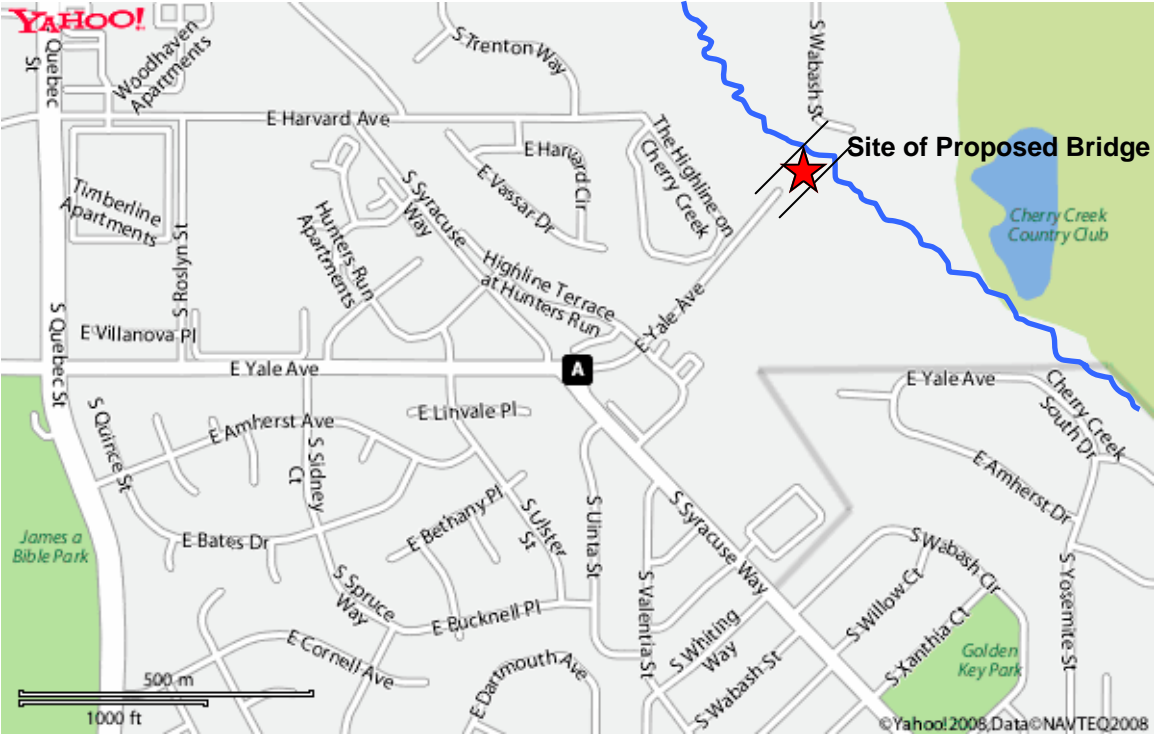 YAHOO!
Quebec
St
Woodhaven
Apartments
S Trenton Way
S Wabash St
E Harvard Ave
The Highline on
Cherry Creek
E Harvard Cir
Site of Proposed Bridge
E Vassar Dr
Timberline
Apartments
S Syracuse
Way
Hunters Run
Apartments
S Roslyn St
Cherry Creek
Country Club
Highline Terrace
at Hunters Run
E Yale Ave
E Villanova Pl
S Quebec St
E Yale Ave
A
E Yale Ave
Cherry Creek
South Dr
S Quince St
E Amherst Ave
E Linvale Pl
S Sidney
Ct
E Amherst Dr
E Bethany Pl
S Ulster
St
S Uinta St
S Syracuse Way
James a
Bible Park
E Bates Dr
S Wabash Cir
S Willow Ct
S Yosemite St
S Spruce
Way
E Bucknell Pl
S Valentia St
S Whiting
Way
S Xanthia Ct
Golden
Key Park
E Cornell Ave
E Dartmouth Ave
S Wabash St
500 m
1000 ft
©Yahoo!2008,Data©NAVTEQ2008